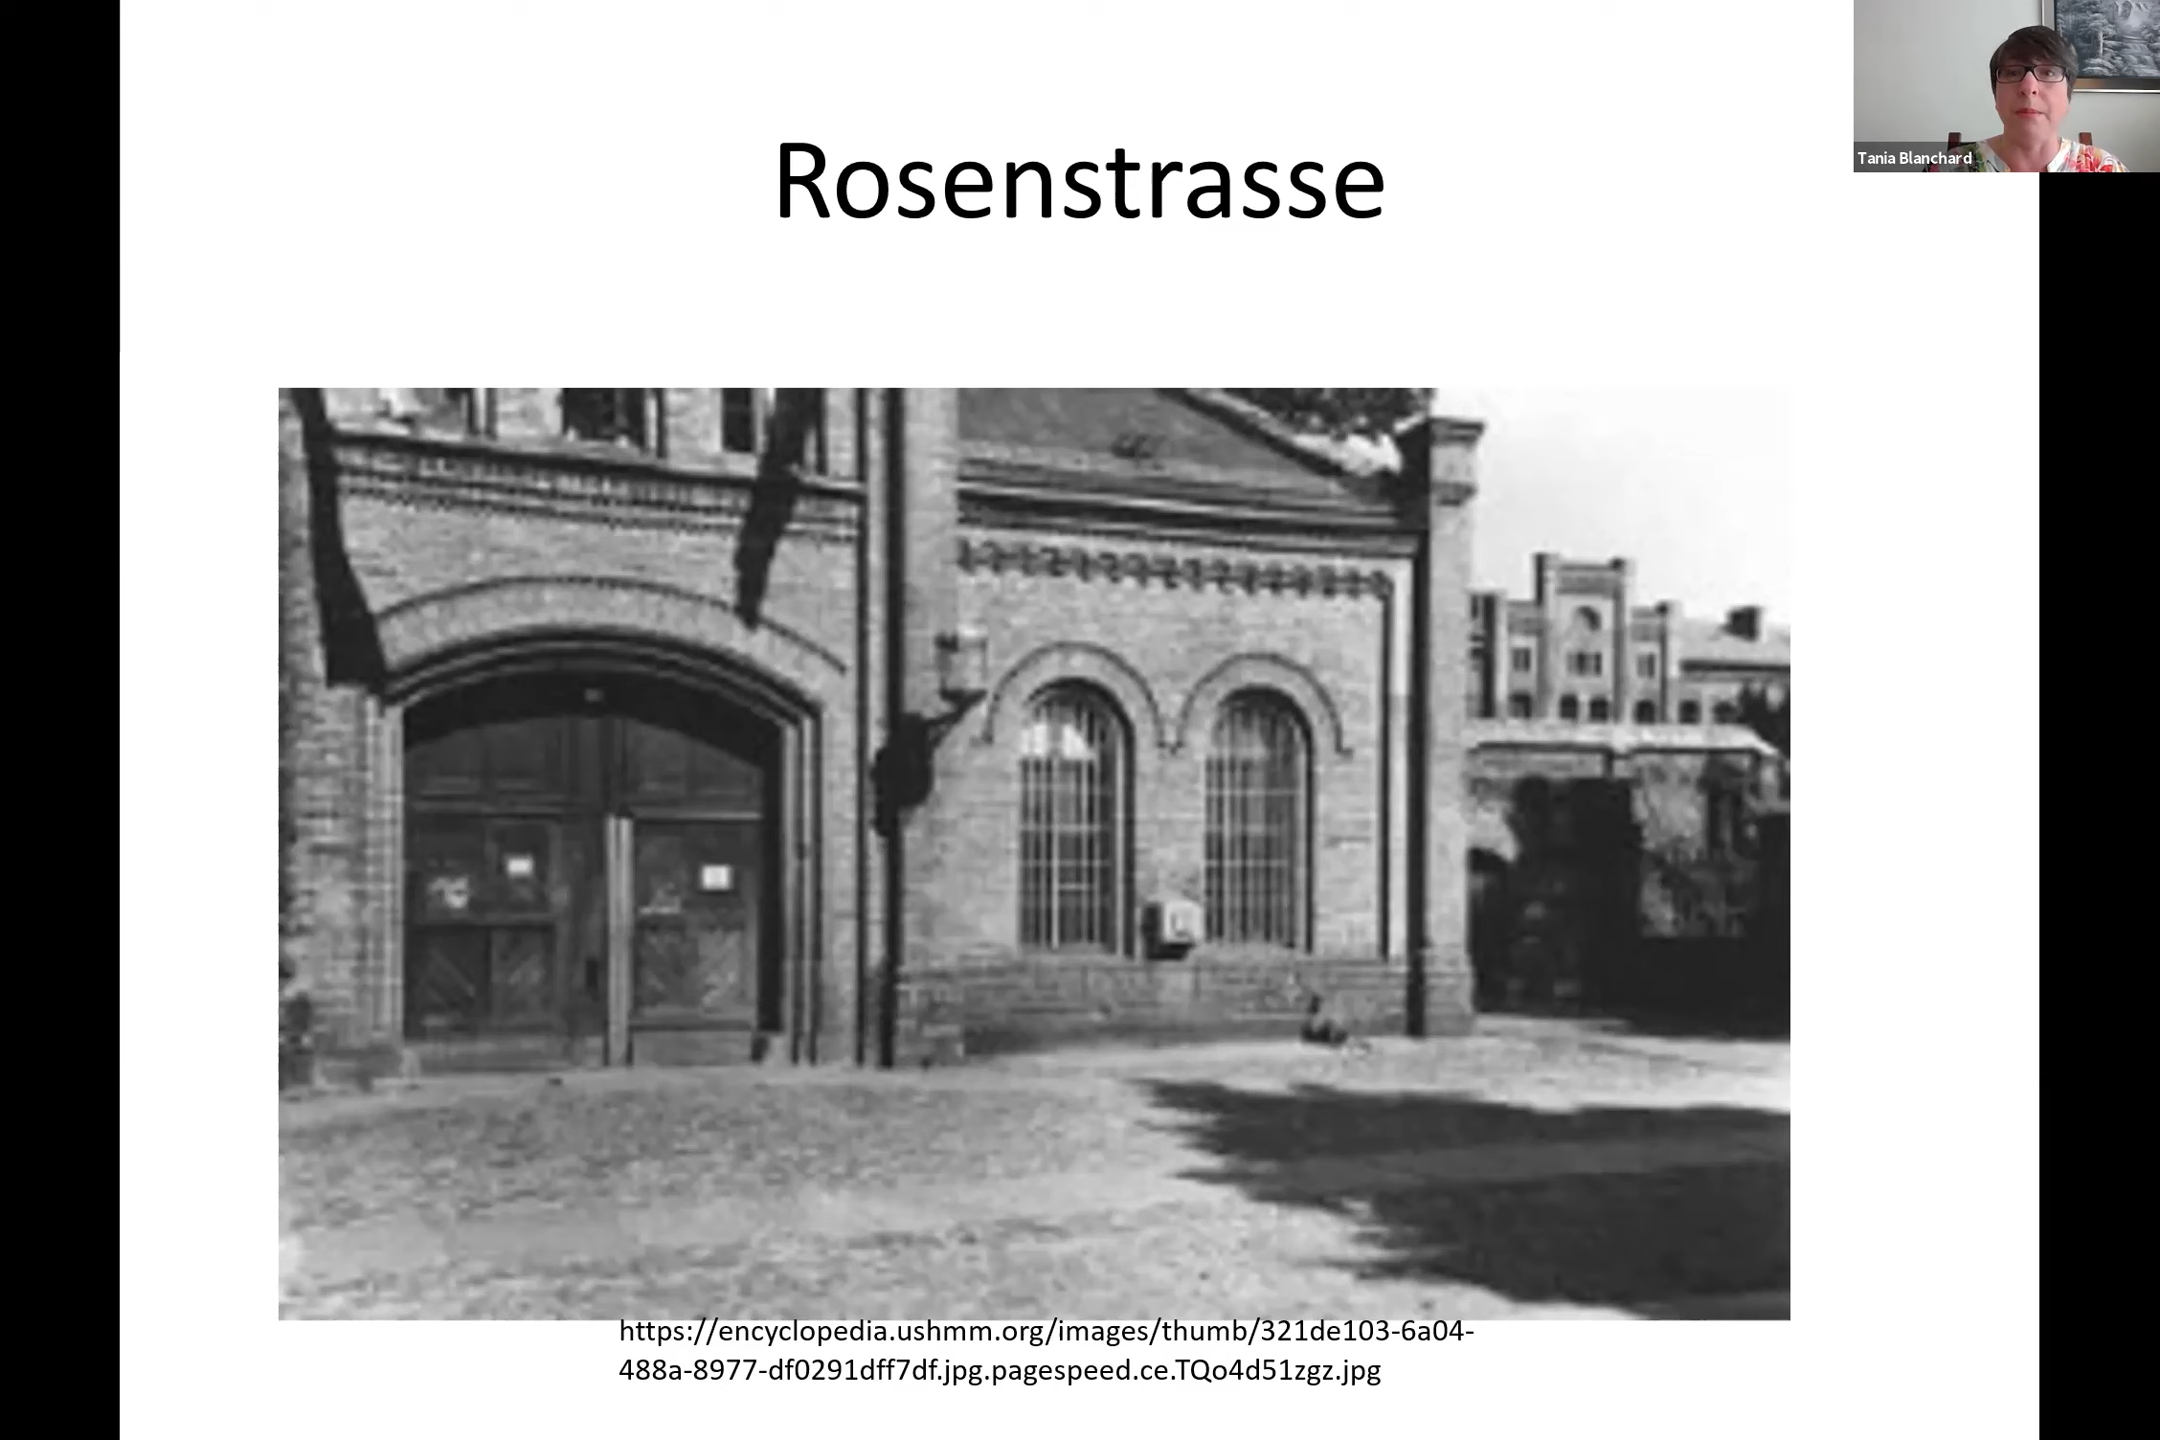 Rosenstrasse
Tania Blanchard
https://encyclopedia.ushmm.org/images/thumb/321de103-6a04-
488a-8977-df0291dff7df.jpg.pagespeed.ce.TQo4d51zgz.jpg